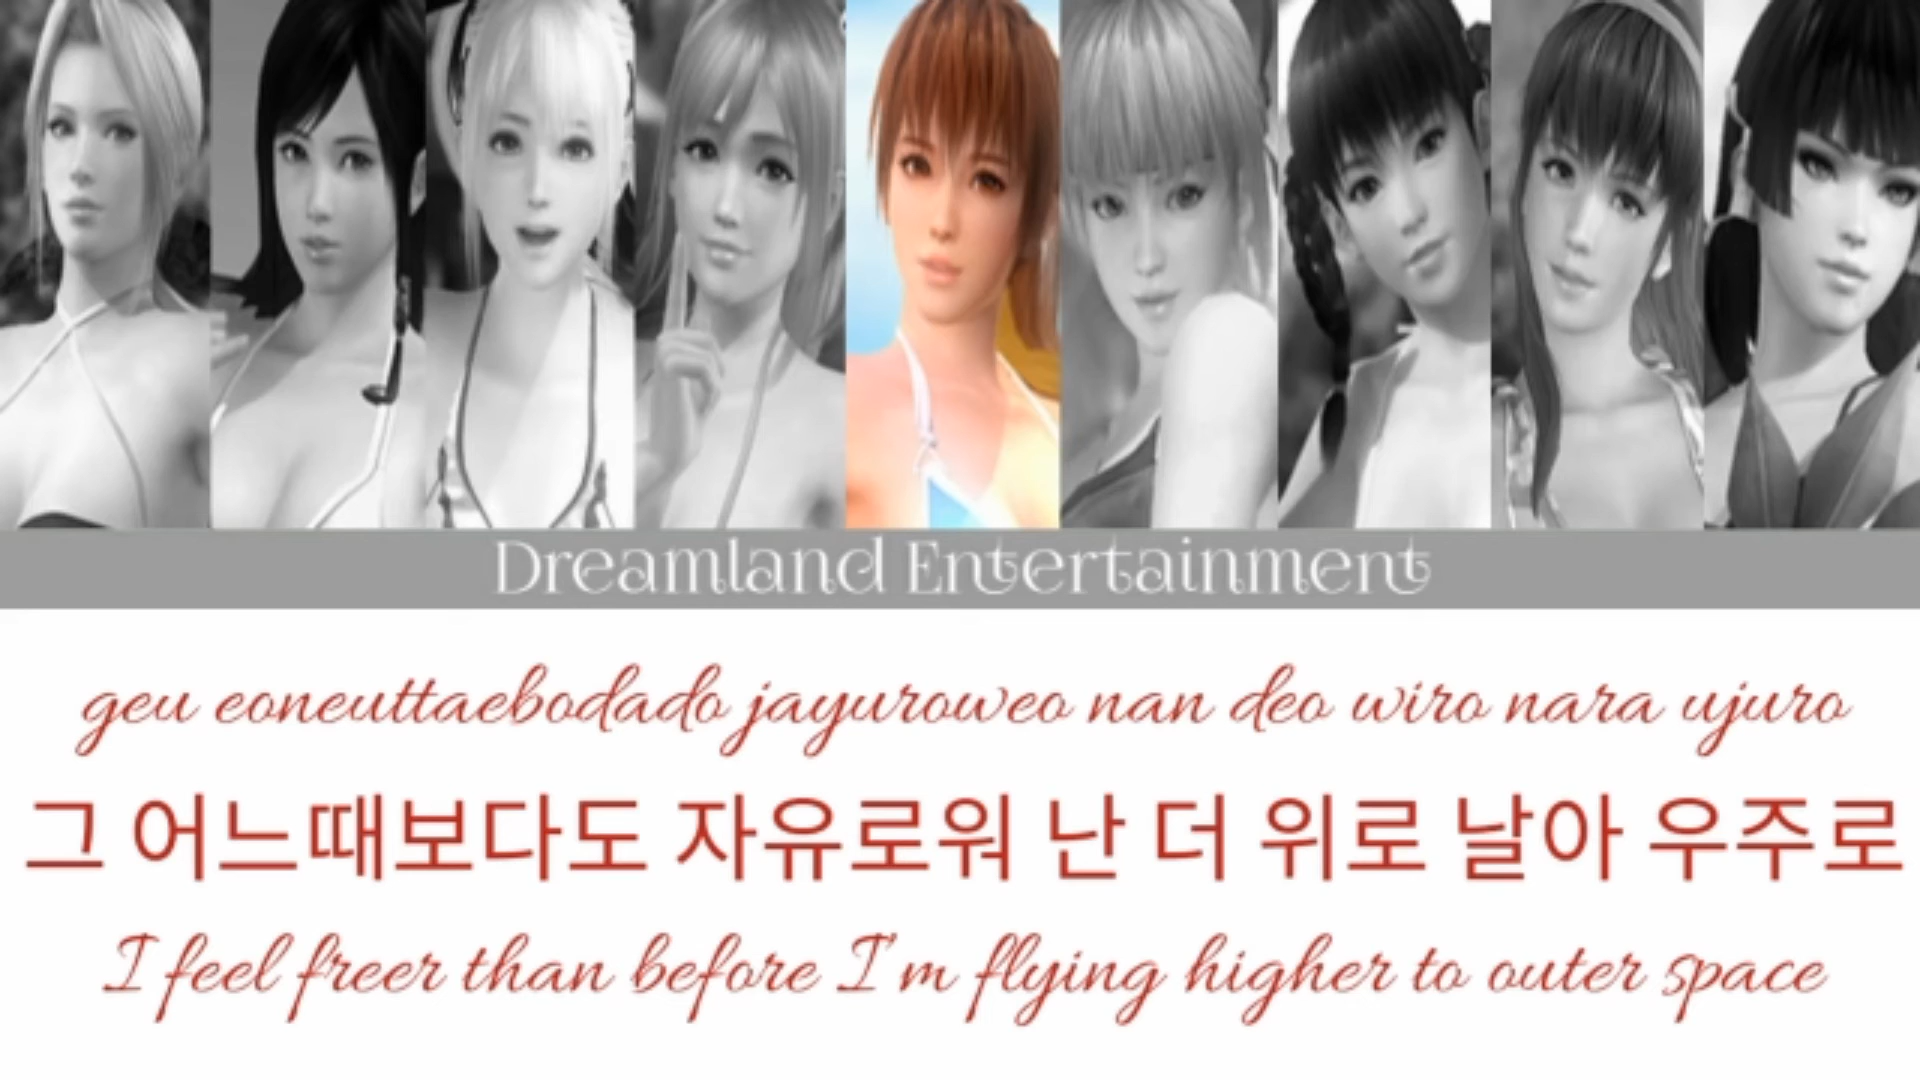 Dreamland Entertainment
geu eoneuttaebodado jayuroweo nan deo wiro nara ujuro
그 어느때보다도 자유로워 난 더 위로 날아 우주로
I feel freer than before I'm flying higher to outer space